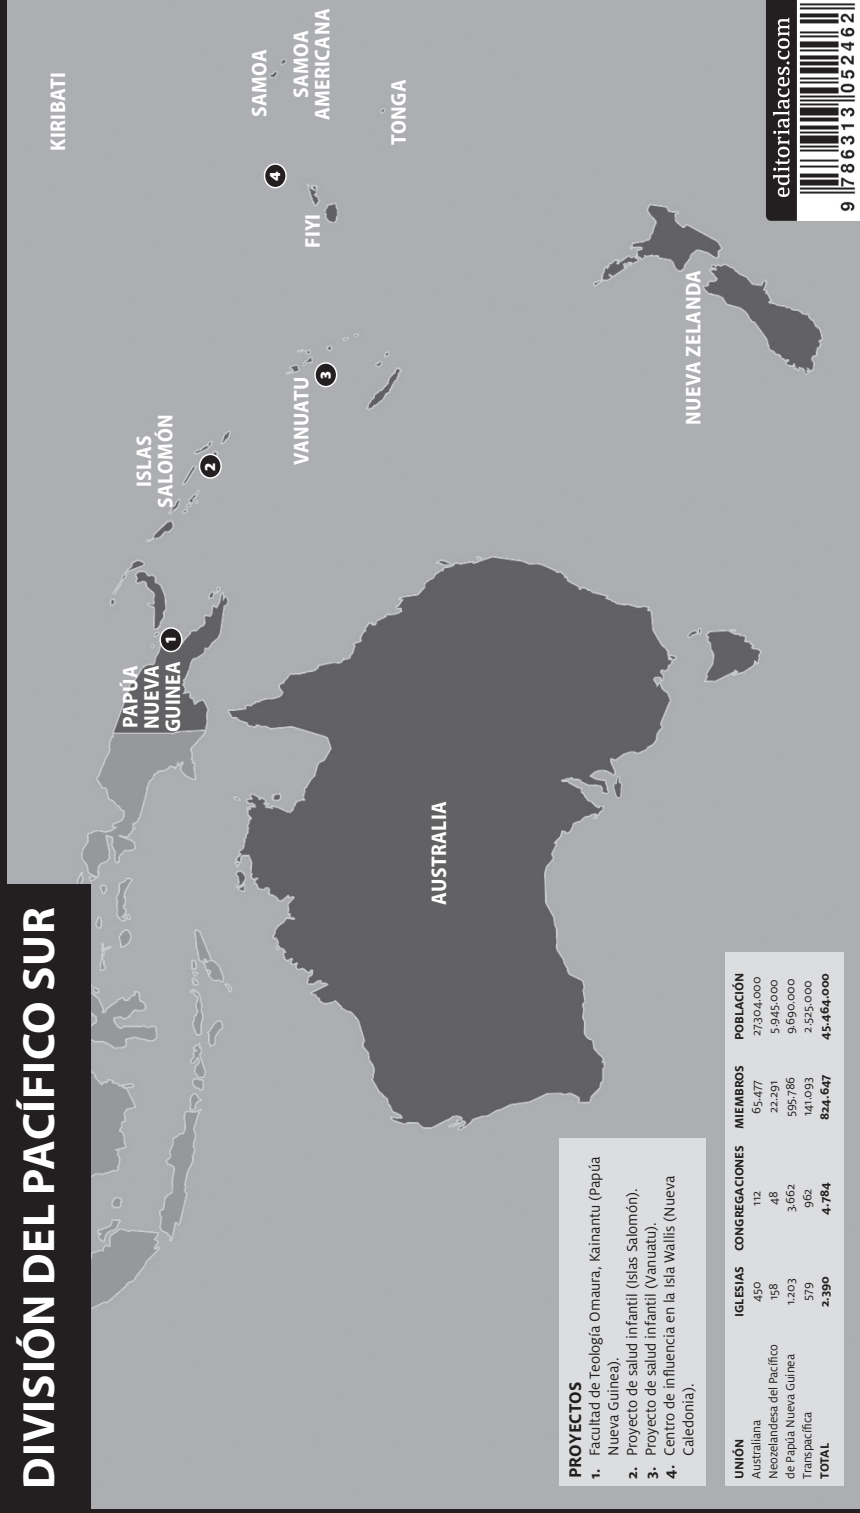 DIVISIÓN DEL PACÍFICO SUR
KIRIBATI
SAMOA
SAMOA
AMERICANA
TONGA
4
FIYI
ISLAS
SALOMÓN
2
VANUATU
3
PAPÚA
NUEVA
GUINEA
1
AUSTRALIA
NUEVA ZELANDA
PROYECTOS
1. Facultad de Teología Omaura, Kainantu (Papúa
Nueva Guinea).
2. Proyecto de salud infantil (Islas Salomón).
3. Proyecto de salud infantil (Vanuatu).
4. Centro de influencia en la Isla Wallis (Nueva
Caledonia).
UNIÓN IGLESIAS CONGREGACIONES MIEMBROS POBLACIÓN
Australiana 450 112 65.477 27.304.000
Neozelandesa del Pacífico 158 48 22.291 5.945.000
de Papúa Nueva Guinea 1.203 3.662 595.786 9.690.000
Transpacífica 579 962 141.093 2.525.000
TOTAL 2.390 4.784 824.647 45.464.000
editorialaces.com
9 786313 052462